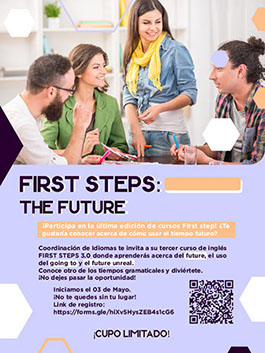 FIRST STEPS:
THE FUTURE
¡Participa en la última edición de cursos First step! ¿Te
gustaría conocer acerca de cómo usar el tiempo futuro?
Coordinación de Idiomas te invita a su tercer curso de inglés
FIRST STEPS 3.0 donde aprenderás acerca del future, el uso
del going to y el future unreal.
Conoce otro de los tiempos gramaticales y diviértete.
¡No dejes pasar la oportunidad!
Iniciamos el 03 de Mayo.
¡No te quedes sin tu lugar!
Link de registro:
https://forms.gle/hiXvSHysZEB4s1cG6
¡CUPO LIMITADO!